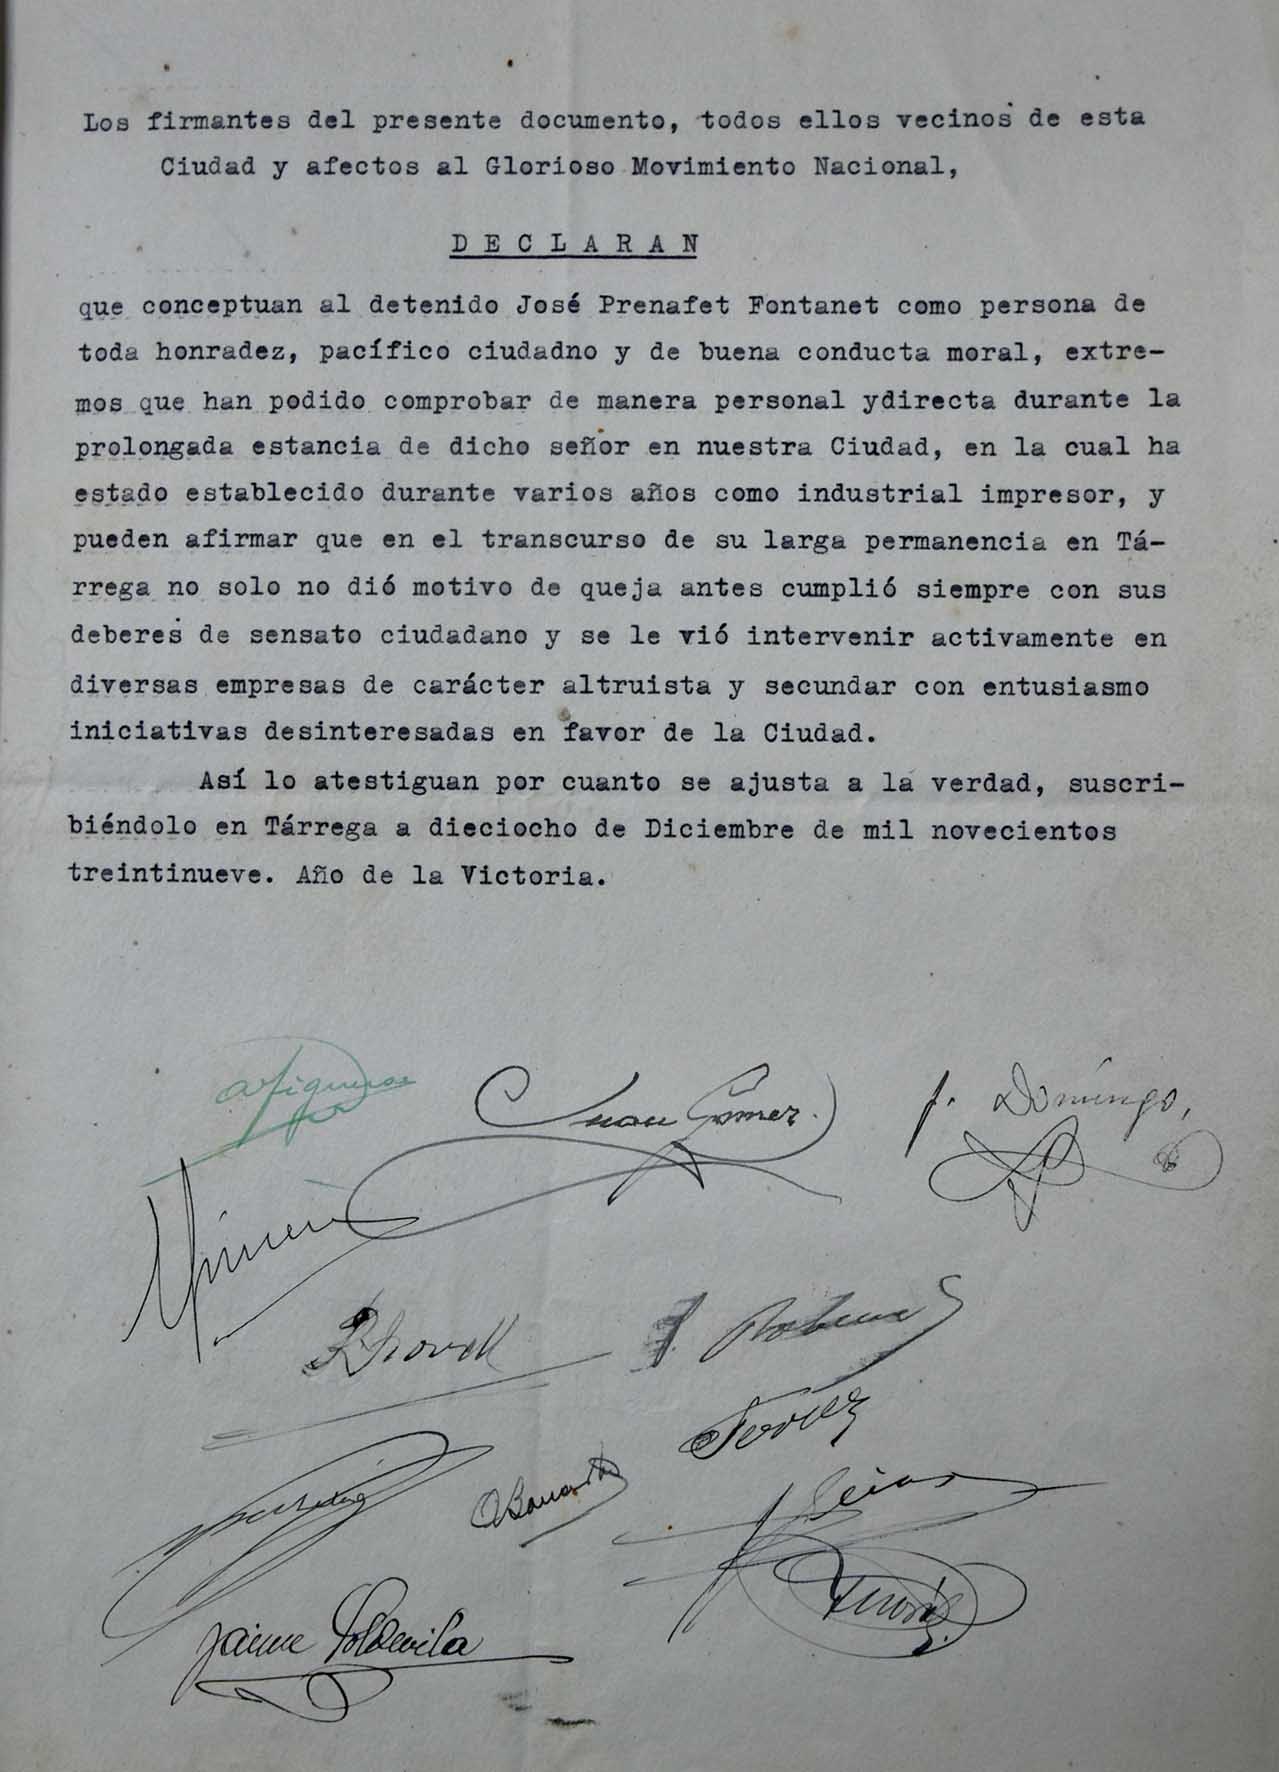 Los firmantes del presente documento, todos ellos vecinos de esta
Ciudad y afectos al Glorioso Movimiento Nacional,
D E C L A R A N
que conceptuan al detenido José Prenafet Fontanet como persona de
toda honradez, pacífico ciudadno y de buena conducta moral, extre-
mos que han podido comprobar de manera personal ydirecta durante la
prolongada estancia de dicho señor en nuestra Ciudad, en la cual ha
estado establecido durante varios años como industrial impresor, y
pueden afirmar que en el transcurso de su larga permanencia en Tá-
rrega no solo no dió motivo de queja antes cumplió siempre con sus
deberes de sensato ciudadano y se le vió intervenir activamente en
diversas empresas de carácter altruista y secundar con entusiasmo
iniciativas desinteresadas en favor de la Ciudad.
Así lo atestiguan por cuanto se ajusta a la verdad, suscri-
biéndolo en Tárrega a dieciocho de Diciembre de mil novecientos
treintinueve. Año de la Victoria.
Juan Gomez.
J. Domingo,
Jaime Soldevila